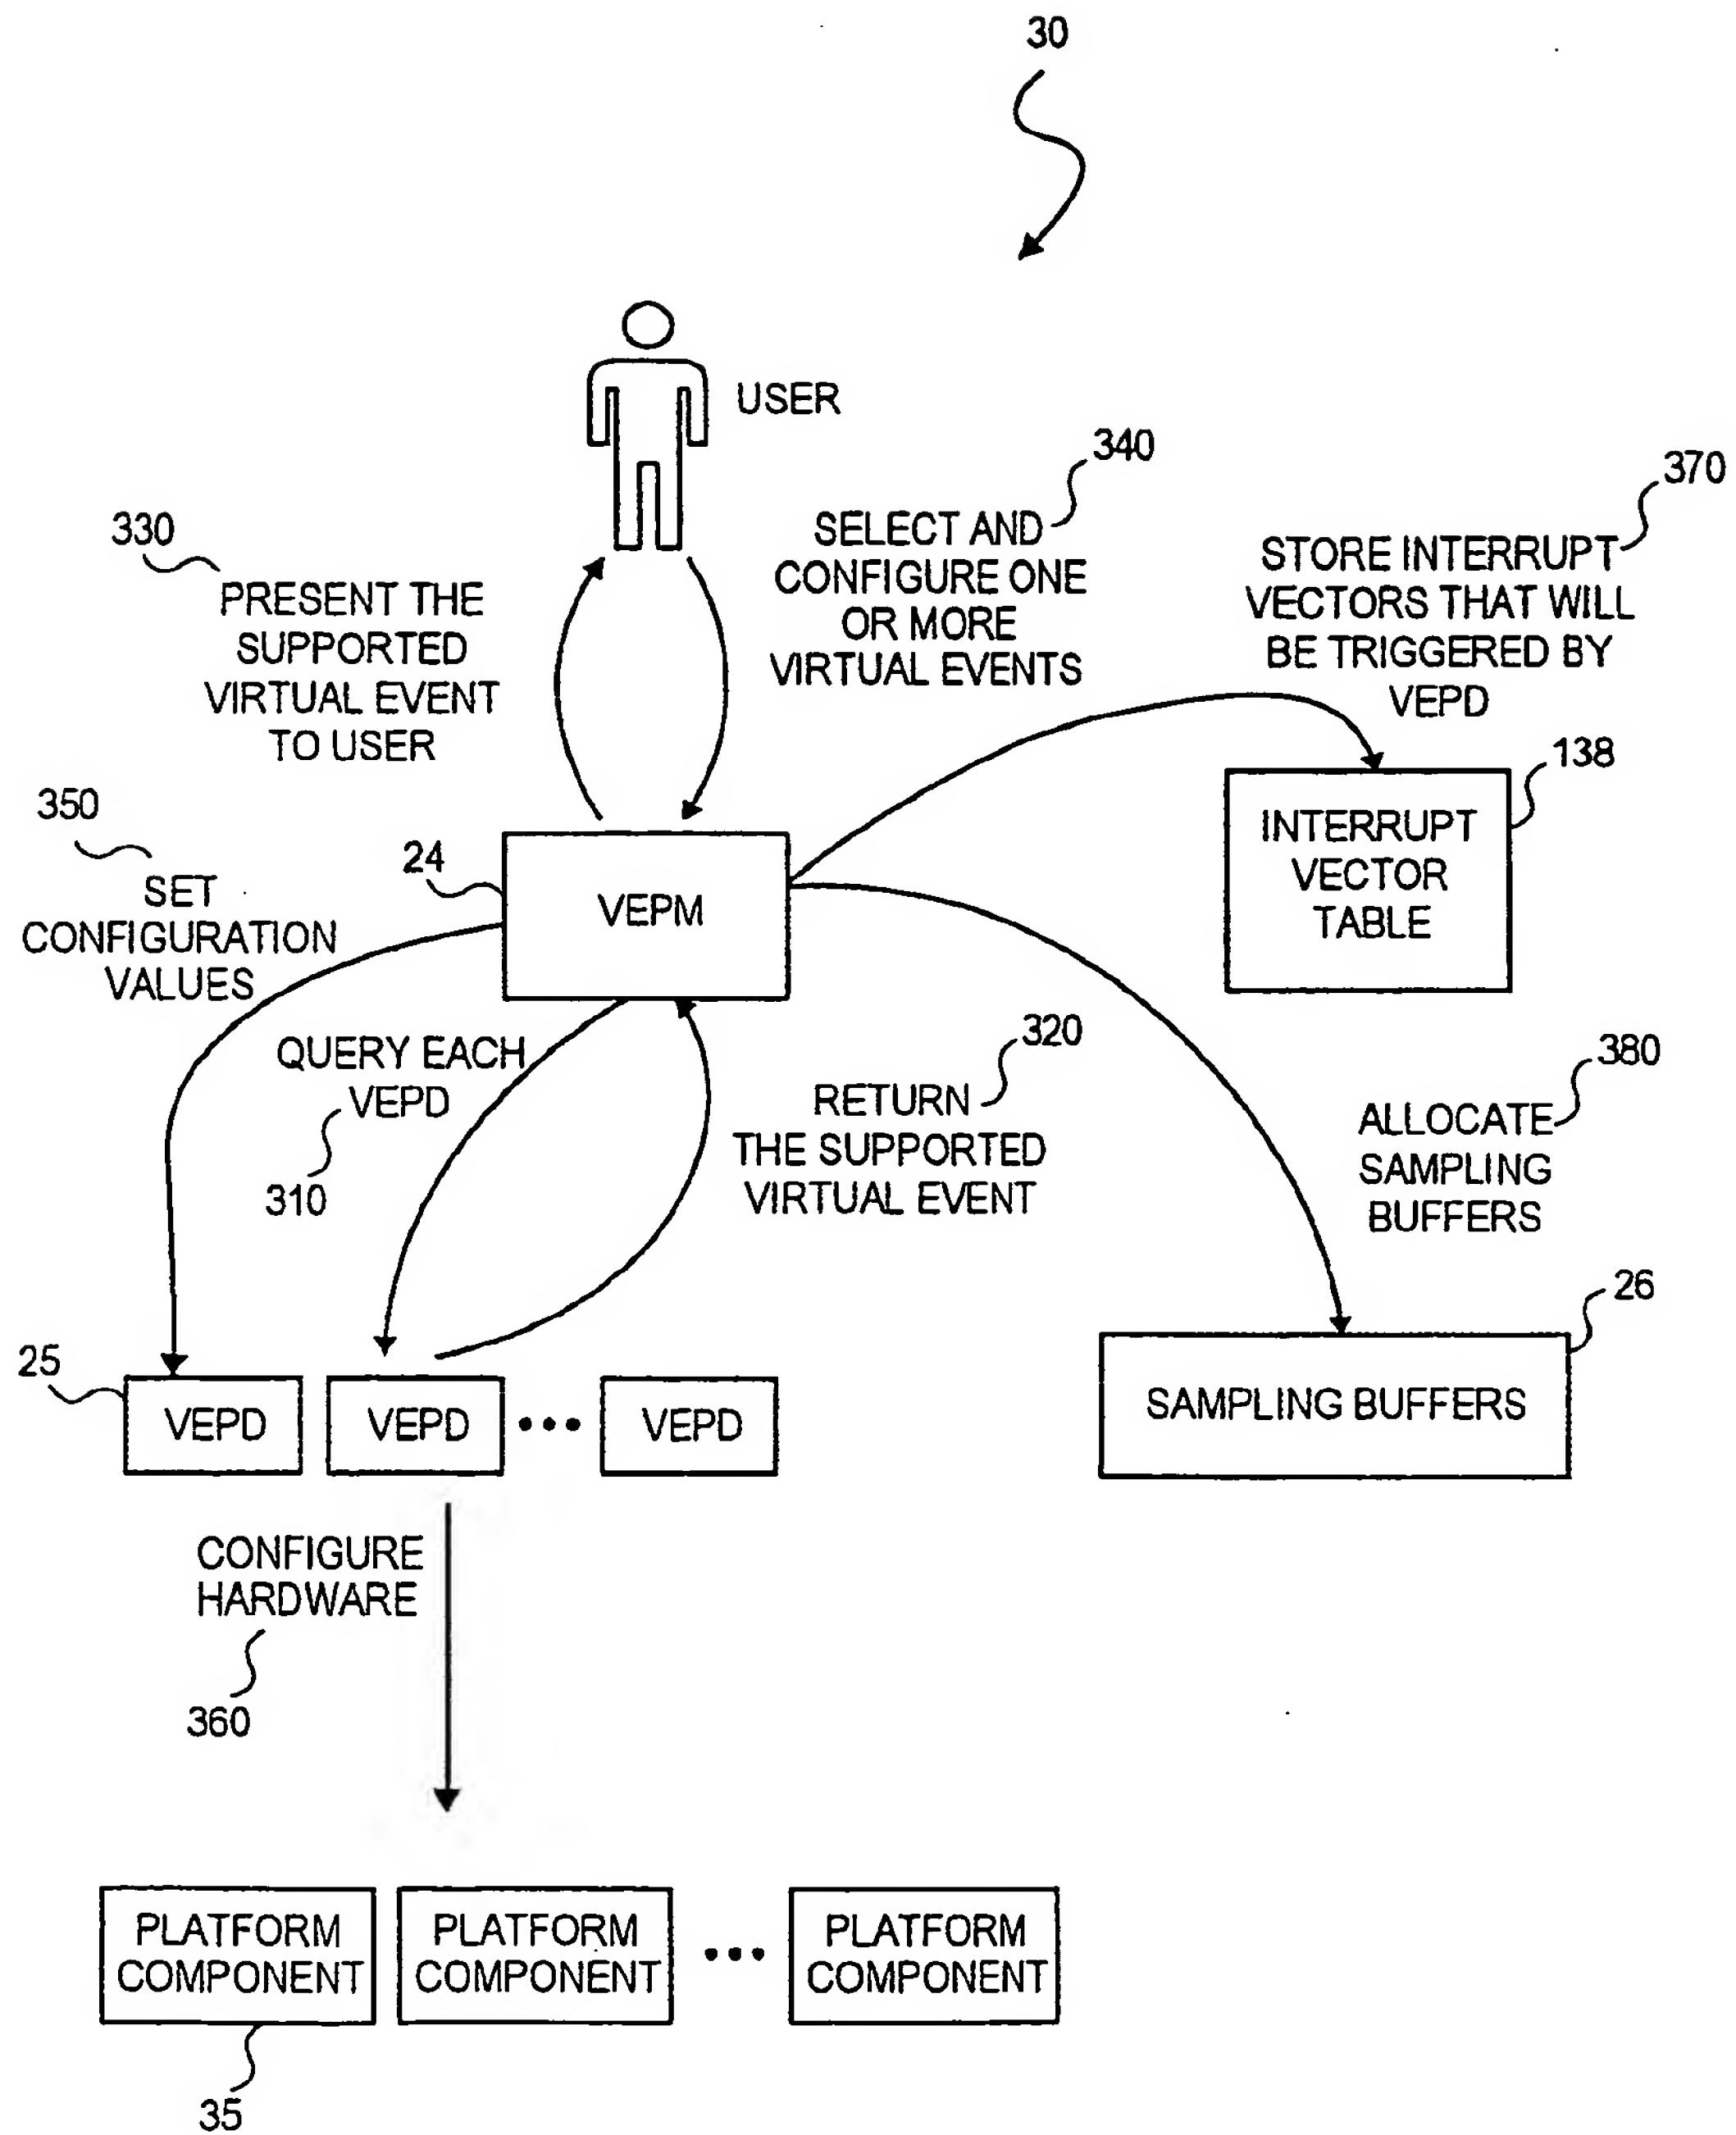 30
USER
340
SELECT AND
CONFIGURE ONE
OR MORE
VIRTUAL EVENTS
370
STORE INTERRUPT
VECTORS THAT WILL
BE TRIGGERED BY
VEPD
330
PRESENT THE
SUPPORTED
VIRTUAL EVENT
TO USER
138
INTERRUPT
VECTOR
TABLE
350
SET
CONFIGURATION
VALUES
24
VEPM
QUERY EACH
VEPD
310
320
RETURN
THE SUPPORTED
VIRTUAL EVENT
380
ALLOCATE
SAMPLING
BUFFERS
26
SAMPLING BUFFERS
25
VEPD
VEPD
VEPD
CONFIGURE
HARDWARE
360
PLATFORM
COMPONENT
PLATFORM
COMPONENT
PLATFORM
COMPONENT
35